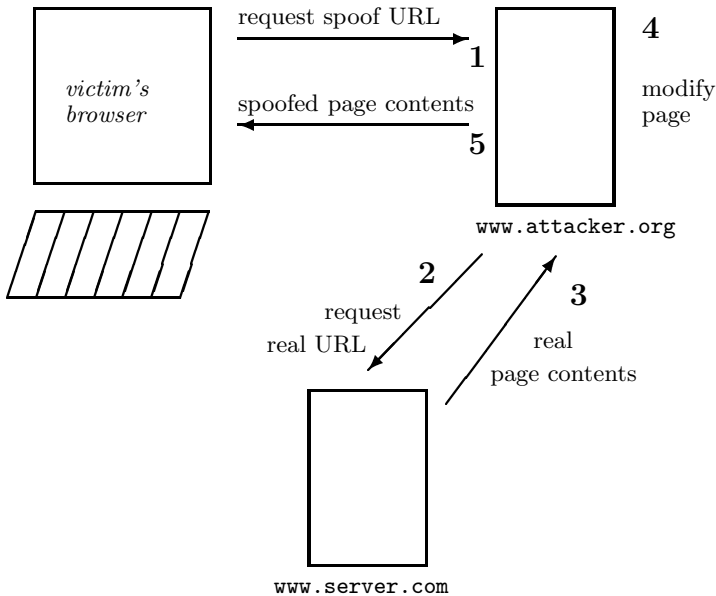 request spoof URL
1
4
victim's
browser
modify
page
spoofed page contents
5
www.attacker.org
2
3
request
real URL
real
page contents
www.server.com